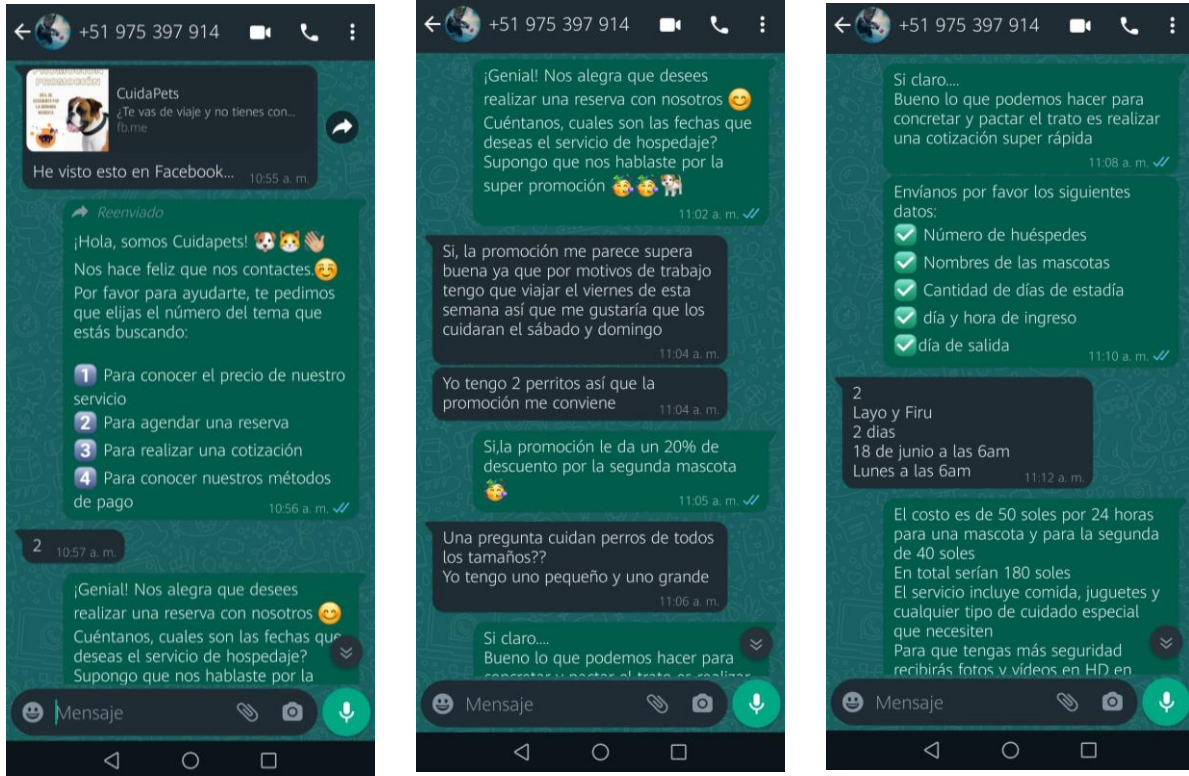 +51 975 397 914
PROMOCIÓN
CuidaPets
¿Te vas de viaje y no tienes con...
fb.me
He visto esto en Facebook...
10:55 a. m.
Reenviado
¡Hola, somos Cuidapets! 🐶🐱👋🏼
Nos hace feliz que nos contactes.☺️
Por favor para ayudarte, te pedimos
que elijas el número del tema que
estás buscando:
1️⃣ Para conocer el precio de nuestro
servicio
2️⃣ Para agendar una reserva
3️⃣ Para realizar una cotización
4️⃣ Para conocer nuestros métodos
de pago
10:56 a. m.
2
10:57 a. m.
¡Genial! Nos alegra que desees
realizar una reserva con nosotros 😊
Cuéntanos, cuales son las fechas que
deseas el servicio de hospedaje?
Supongo que nos hablaste por la
Mensaje
+51 975 397 914
¡Genial! Nos alegra que desees
realizar una reserva con nosotros 😊
Cuéntanos, cuales son las fechas que
deseas el servicio de hospedaje?
Supongo que nos hablaste por la
super promoción 🥳🐕🐩
11:02 a. m.
Si, la promoción me parece supera
buena ya que por motivos de trabajo
tengo que viajar el viernes de esta
semana así que me gustaría que los
cuidaran el sábado y domingo
11:04 a. m.
Yo tengo 2 perritos así que la
promoción me conviene
11:04 a. m.
Si,la promoción le da un 20% de
descuento por la segunda mascota
🥳
11:05 a. m.
Una pregunta cuidan perros de todos
los tamaños??
Yo tengo uno pequeño y uno grande
11:06 a. m.
Si claro....
Bueno lo que podemos hacer para
concretar y pactar el trato es realizar
Mensaje
+51 975 397 914
Si claro....
Bueno lo que podemos hacer para
concretar y pactar el trato es realizar
una cotización super rápida
11:08 a. m.
Envíanos por favor los siguientes
datos:
✅ Número de huéspedes
✅ Nombres de las mascotas
✅ Cantidad de días de estadía
✅ día y hora de ingreso
✅día de salida
11:10 a. m.
2
Layo y Firu
2 dias
18 de junio a las 6am
Lunes a las 6am
11:12 a. m.
El costo es de 50 soles por 24 horas
para una mascota y para la segunda
de 40 soles
En total serían 180 soles
El servicio incluye comida, juguetes y
cualquier tipo de cuidado especial
que necesiten
Para que tengas más seguridad
recibirás fotos y vídeos en HD en
Mensaje